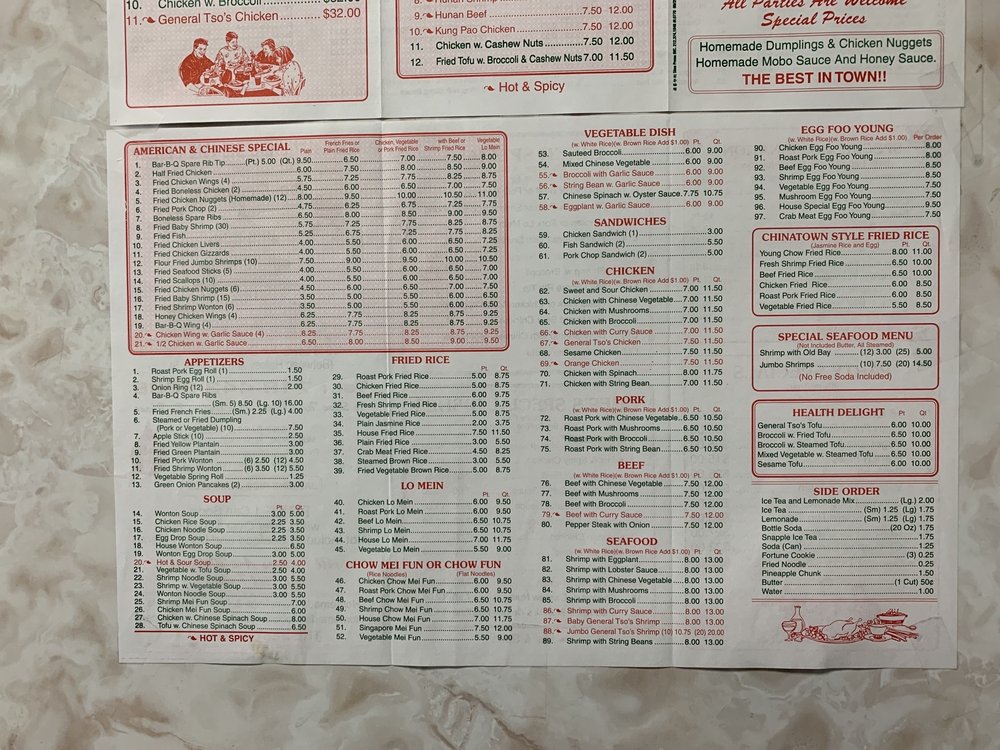 10. Chicken w. Broccoli $32.00
11. General Tso's Chicken $32.00
9. Hunan Beef 7.50 12.00
10. Kung Pao Chicken 7.50 12.00
11. Chicken w. Cashew Nuts 7.50 12.00
12. Fried Tofu w. Broccoli & Cashew Nuts 7.00 11.50
Hot & Spicy
All Parties Are Welcome
Special Prices
Homemade Dumplings & Chicken Nuggets
Homemade Mobo Sauce And Honey Sauce.
THE BEST IN TOWN!!
AMERICAN & CHINESE SPECIAL
Plain
French Fries or Plain Fried Rice
Chicken, Vegetable or Pork Fried Rice
with Beef or Shrimp Fried Rice
Vegetable Lo Mein
1. Bar-B-Q Spare Rib Tip (Pt.) 5.00 (Qt.) 9.50 6.50 7.00 7.50 8.00
2. Half Fried Chicken 6.00 7.50 8.00 8.50 9.00
3. Fried Chicken Wings (4) 5.75 7.25 7.75 8.25 8.75
4. Fried Boneless Chicken (2) 4.50 6.00 6.50 7.00 7.50
5. Fried Chicken Nuggets (Homemade) (12) 8.00 9.50 10.00 10.50 11.00
6. Fried Pork Chop (2) 4.75 6.25 6.75 7.25 7.75
7. Boneless Spare Ribs 6.50 8.00 8.50 9.00 9.50
8. Fried Baby Shrimp (30) 5.75 7.25 7.75 8.25 8.75
9. Fried Fish 5.25 6.75 7.25 7.75 8.25
10. Fried Chicken Livers 4.00 5.50 6.00 6.50 7.25
11. Fried Chicken Gizzards 4.00 5.50 6.00 6.50 7.25
12. Flour Fried Jumbo Shrimps (10) 7.50 9.00 9.50 10.00 10.50
13. Fried Seafood Sticks (5) 4.00 5.50 6.00 6.50 7.00
14. Fried Scallops (10) 4.00 5.50 6.00 6.50 7.00
15. Fried Chicken Nuggets (6) 4.50 6.00 6.50 7.00 7.50
16. Fried Baby Shrimp (15) 3.50 5.00 5.50 6.00 6.50
17. Fried Shrimp Wonton (6) 3.50 5.00 5.50 6.00 6.50
18. Honey Chicken Wings (4) 6.25 7.75 8.25 8.75 9.25
19. Bar-B-Q Wing (4) 6.25 7.75 8.25 8.75 9.25
20. Chicken Wing w. Garlic Sauce (4) 6.25 7.75 8.25 8.75 9.25
21. 1/2 Chicken w. Garlic Sauce 6.50 8.00 8.50 9.00 9.50
APPETIZERS
1. Roast Pork Egg Roll (1) 1.50
2. Shrimp Egg Roll (1) 1.50
3. Onion Ring (12) 2.00
4. Bar-B-Q Spare Ribs
(Sm. 5) 8.50 (Lg. 10) 16.00
5. Fried French Fries (Sm.) 2.25 (Lg.) 4.00
6. Steamed or Fried Dumpling
(Pork or Vegetable) (10) 7.50
7. Apple Stick (10) 2.50
8. Fried Yellow Plantain 3.00
9. Fried Green Plantain 3.00
10. Fried Pork Wonton (6) 2.50 (12) 4.50
11. Fried Shrimp Wonton (6) 3.50 (12) 5.50
12. Vegetable Spring Roll 1.25
13. Green Onion Pancakes (2) 3.00
SOUP
Pt. Qt.
14. Wonton Soup 3.00 5.00
15. Chicken Rice Soup 2.25 3.50
16. Chicken Noodle Soup 2.25 3.50
17. Egg Drop Soup 2.25 3.50
18. House Wonton Soup 6.50
19. Wonton Egg Drop Soup 3.00 5.00
20. Hot & Sour Soup 2.50 4.00
21. Vegetable w. Tofu Soup 2.50 4.00
22. Shrimp Noodle Soup 3.00 5.50
23. Shrimp w. Vegetable Soup 3.00 5.50
24. Wonton Noodle Soup 3.00 5.50
25. Shrimp Mei Fun Soup 7.00
26. Chicken Mei Fun Soup 6.00
27. Chicken w. Chinese Spinach Soup 8.00
28. Tofu w. Chinese Spinach Soup 6.50
HOT & SPICY
FRIED RICE
Pt. Qt.
29. Roast Pork Fried Rice 5.00 8.75
30. Chicken Fried Rice 5.00 8.75
31. Beef Fried Rice 6.00 9.75
32. Fresh Shrimp Fried Rice 6.00 9.75
33. Vegetable Fried Rice 5.00 8.75
34. Plain Jasmine Rice 2.00 3.75
35. House Fried Rice 7.50 11.50
36. Plain Fried Rice 3.00 5.50
37. Crab Meat Fried Rice 4.50 8.25
38. Steamed Brown Rice 3.00 5.50
39. Fried Vegetable Brown Rice 5.00 8.75
LO MEIN
Pt. Qt.
40. Chicken Lo Mein 6.00 9.50
41. Roast Pork Lo Mein 6.00 9.50
42. Beef Lo Mein 6.50 10.75
43. Shrimp Lo Mein 6.50 10.75
44. House Lo Mein 7.00 11.75
45. Vegetable Lo Mein 5.50 9.00
CHOW MEI FUN OR CHOW FUN
(Rice Noodles) (Flat Noodles)
46. Chicken Chow Mei Fun 6.00 9.50
47. Roast Pork Chow Mei Fun 6.00 9.50
48. Beef Chow Mei Fun 6.50 10.75
49. Shrimp Chow Mei Fun 6.50 10.75
50. House Chow Mei Fun 7.00 11.75
51. Singapore Mei Fun 7.50 12.00
52. Vegetable Mei Fun 5.50 9.00
VEGETABLE DISH
(w. White Rice)(w. Brown Rice Add $1.00) Pt. Qt.
53. Sauteed Broccoli 6.00 9.00
54. Mixed Chinese Vegetable 6.00 9.00
55. Broccoli with Garlic Sauce 6.00 9.00
56. String Bean w. Garlic Sauce 6.00 9.00
57. Chinese Spinach w. Oyster Sauce 7.75 10.75
58. Eggplant w. Garlic Sauce 6.00 9.00
SANDWICHES
59. Chicken Sandwich (1) 3.00
60. Fish Sandwich (2) 5.50
61. Pork Chop Sandwich (2) 5.00
CHICKEN
(w. White Rice)(w. Brown Rice Add $1.00) Pt. Qt.
62. Sweet and Sour Chicken 7.00 11.50
63. Chicken with Chinese Vegetable 7.00 11.50
64. Chicken with Mushrooms 7.00 11.50
65. Chicken with Broccoli 7.00 11.50
66. Chicken with Curry Sauce 7.00 11.50
67. General Tso's Chicken 7.00 11.50
68. Sesame Chicken 7.00 11.50
69. Orange Chicken 7.00 11.50
70. Chicken with Spinach 8.00 11.75
71. Chicken with String Bean 7.00 11.50
PORK
(w. White Rice)(w. Brown Rice Add $1.00) Pt. Qt.
72. Roast Pork with Chinese Vegetable 6.50 10.50
73. Roast Pork with Mushrooms 6.50 10.50
74. Roast Pork with Broccoli 6.50 10.50
75. Roast Pork with String Bean 6.50 10.50
BEEF
(w. White Rice)(w. Brown Rice Add $1.00) Pt. Qt.
76. Beef with Chinese Vegetable 7.50 12.00
77. Beef with Mushrooms 7.50 12.00
78. Beef with Broccoli 7.50 12.00
79. Beef with Curry Sauce 7.50 12.00
80. Pepper Steak with Onion 7.50 12.00
SEAFOOD
(w. White Rice)(w. Brown Rice Add $1.00) Pt. Qt.
81. Shrimp with Eggplant 8.00 13.00
82. Shrimp with Lobster Sauce 8.00 13.00
83. Shrimp with Chinese Vegetable 8.00 13.00
84. Shrimp with Mushrooms 8.00 13.00
85. Shrimp with Broccoli 8.00 13.00
86. Shrimp with Curry Sauce 8.00 13.00
87. Baby General Tso's Shrimp 8.00 13.00
88. Jumbo General Tso's Shrimp (10) 10.75 (20) 20.00
89. Shrimp with String Beans 8.00 13.00
EGG FOO YOUNG
(w. White Rice)(w. Brown Rice Add $1.00) Per Order
90. Chicken Egg Foo Young 8.00
91. Roast Pork Egg Foo Young 8.00
92. Beef Egg Foo Young 8.50
93. Shrimp Egg Foo Young 8.50
94. Vegetable Egg Foo Young 7.50
95. Mushroom Egg Foo Young 7.50
96. House Special Egg Foo Young 9.50
97. Crab Meat Egg Foo Young 7.50
CHINATOWN STYLE FRIED RICE
(Jasmine Rice and Egg) Pt. Qt.
Young Chow Fried Rice 8.00 11.00
Fresh Shrimp Fried Rice 6.50 10.00
Beef Fried Rice 6.50 10.00
Chicken Fried Rice 6.00 8.50
Roast Pork Fried Rice 6.00 8.50
Vegetable Fried Rice 5.50 8.50
SPECIAL SEAFOOD MENU
(Not Included Butter, All Steamed)
Shrimp with Old Bay (12) 3.00 (25) 5.00
Jumbo Shrimps (10) 7.50 (20) 14.50
(No Free Soda Included)
HEALTH DELIGHT
Pt. Qt.
General Tso's Tofu 6.00 10.00
Broccoli w. Fried Tofu 6.00 10.00
Broccoli w. Steamed Tofu 6.00 10.00
Mixed Vegetable w. Steamed Tofu 6.00 10.00
Sesame Tofu 6.00 10.00
SIDE ORDER
Ice Tea and Lemonade Mix (Lg.) 2.00
Ice Tea (Sm) 1.25 (Lg) 1.75
Lemonade (Sm) 1.25 (Lg) 1.75
Bottle Soda (20 Oz) 1.75
Snapple Ice Tea 1.75
Soda (Can) 1.25
Fortune Cookie (3) 0.25
Fried Noodle 0.25
Pineapple Chunk 1.50
Butter (1 Cut) 50¢
Water 1.00